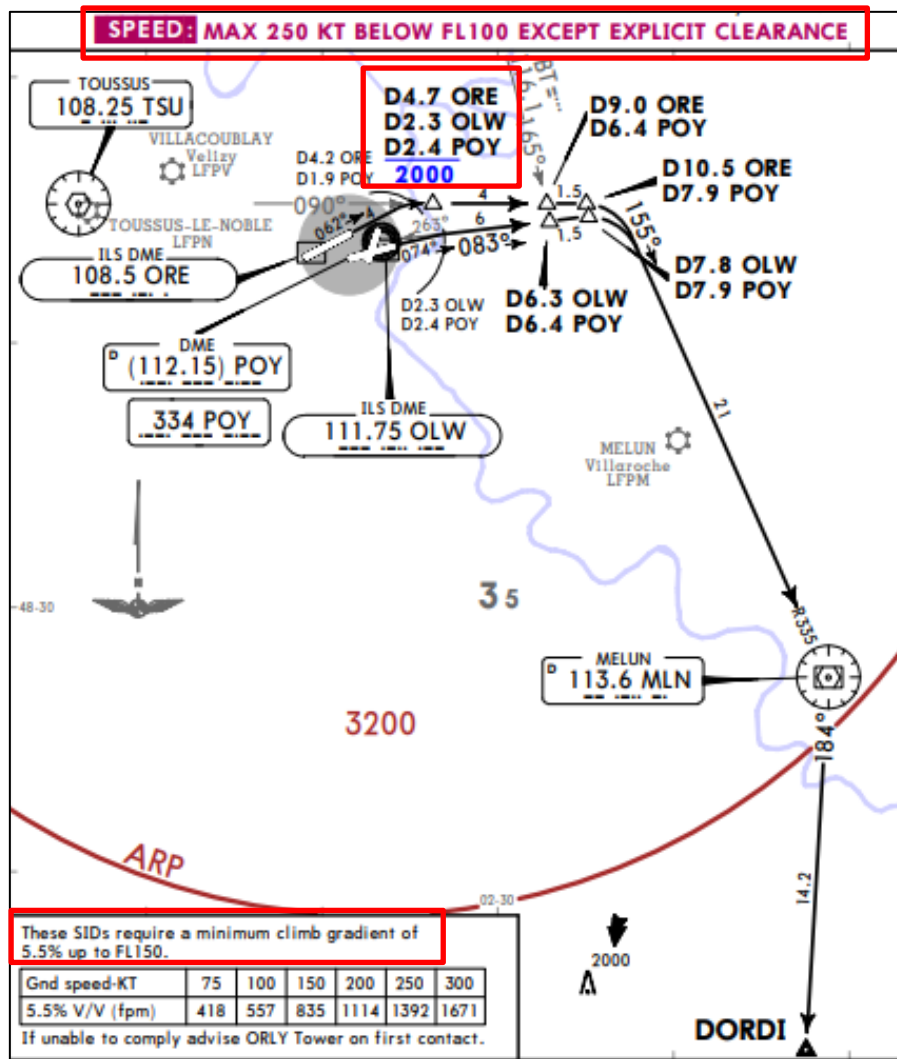 SPEED: MAX 250 KT BELOW FL100 EXCEPT EXPLICIT CLEARANCE
TOUSSUS
108.25 TSU
VILLACOUBLAY
Velizy
LFPV
TOUSSUS-LE-NOBLE
LFPN
D4.2 ORE
D1.9 POY
D4.7 ORE
D2.3 OLW
D2.4 POY
2000
165°
D9.0 ORE
D6.4 POY
D10.5 ORE
D7.9 POY
090°
062°
4
4
1.5
6
1.5
263°
074°
083°
155°
ILS DME
108.5 ORE
D2.3 OLW
D2.4 POY
D6.3 OLW
D6.4 POY
D7.8 OLW
D7.9 POY
DME
D (112.15) POY
334 POY
ILS DME
111.75 OLW
21
MELUN
Villaroche
LFPM
48-30
35
R335
MELUN
D 113.6 MLN
3200
184°
ARP
14.2
02-30
These SIDs require a minimum climb gradient of
5.5% up to FL150.
Gnd speed-KT 75 100 150 200 250 300
5.5% V/V (fpm) 418 557 835 1114 1392 1671
If unable to comply advise ORLY Tower on first contact.
2000
DORDI